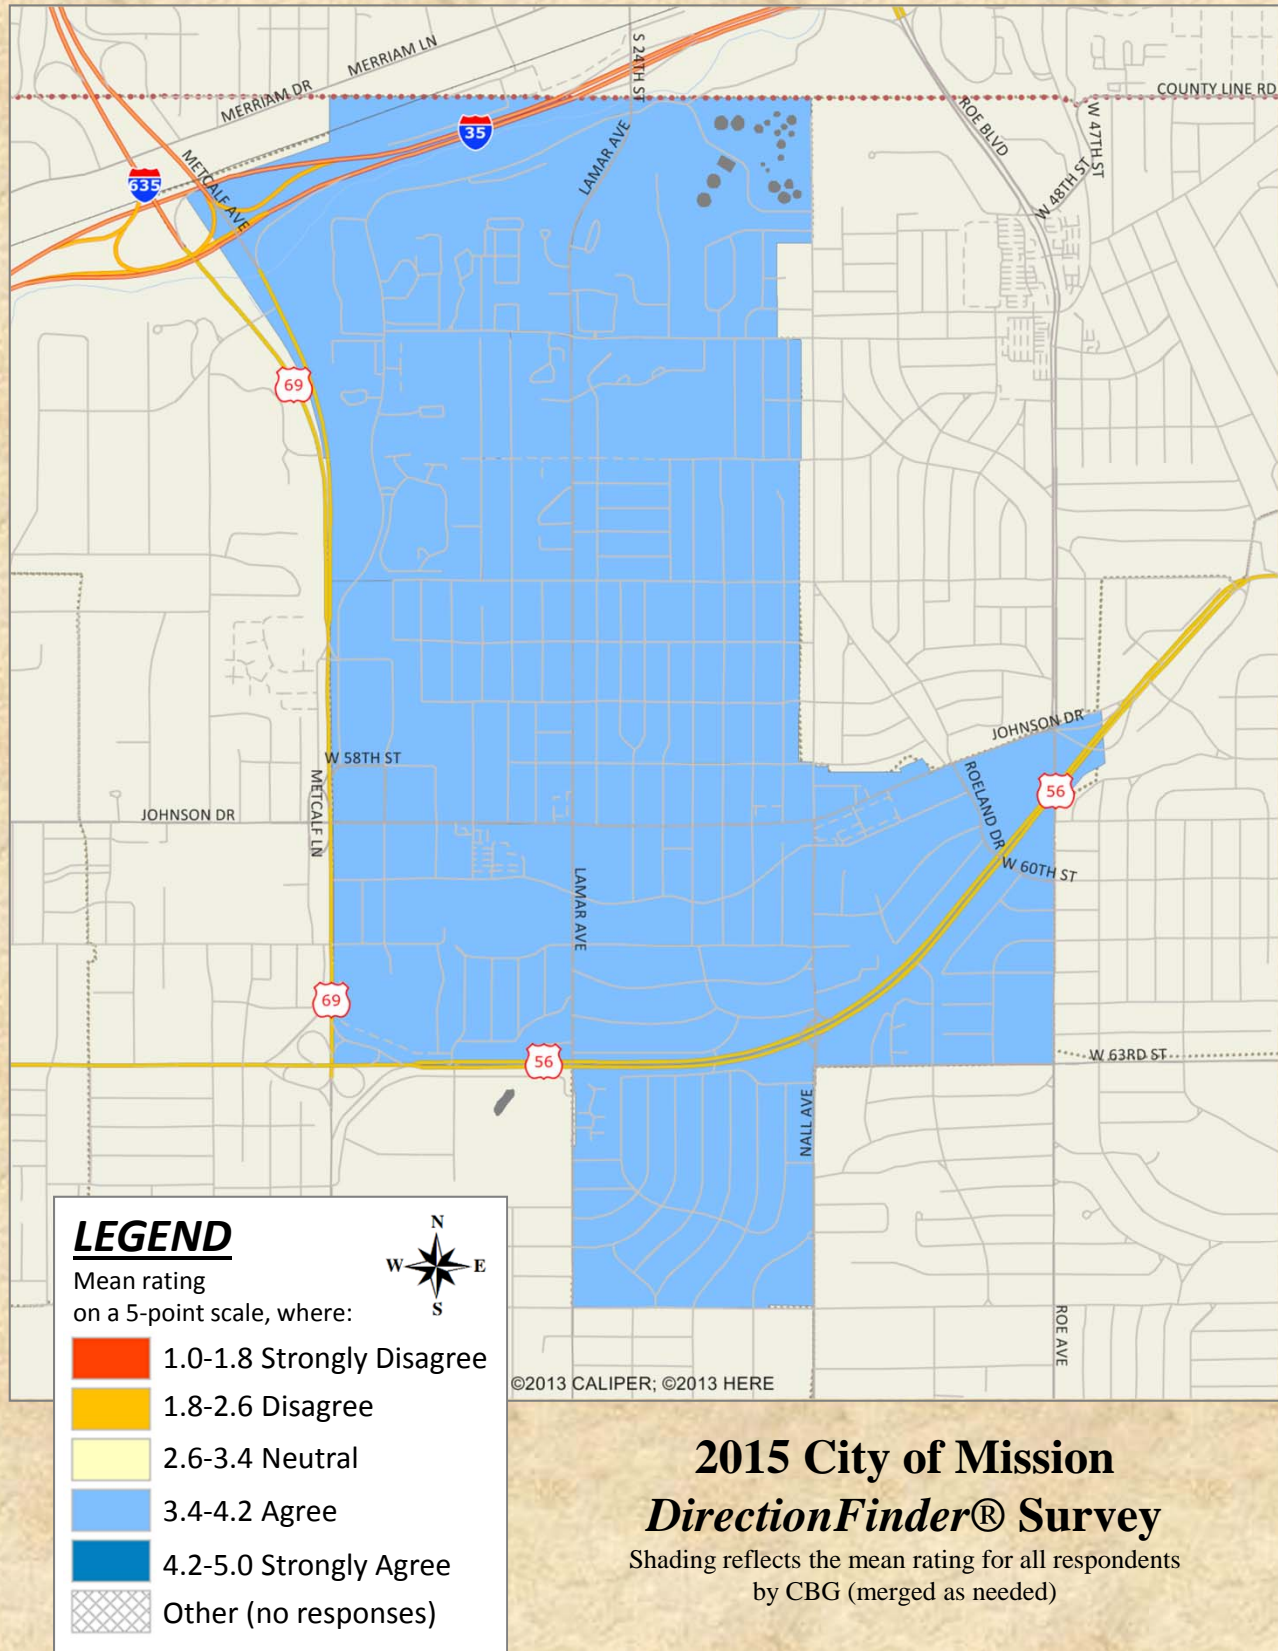 MERRIAM LN
S 24TH ST
MERRIAM DR
COUNTY LINE RD
35
ROE BLVD
W 47TH ST
LAMAR AVE
METCALF AVE
635
W 48TH ST
69
JOHNSON DR
W 58TH ST
ROELAND DR
56
METCALF LN
JOHNSON DR
W 60TH ST
LAMAR AVE
69
56
W 63RD ST
NALL AVE
ROE AVE
LEGEND
N
W E
S
Mean rating
on a 5-point scale, where:
1.0-1.8 Strongly Disagree
1.8-2.6 Disagree
2.6-3.4 Neutral
3.4-4.2 Agree
4.2-5.0 Strongly Agree
Other (no responses)
©2013 CALIPER; ©2013 HERE
2015 City of Mission
DirectionFinder® Survey
Shading reflects the mean rating for all respondents
by CBG (merged as needed)